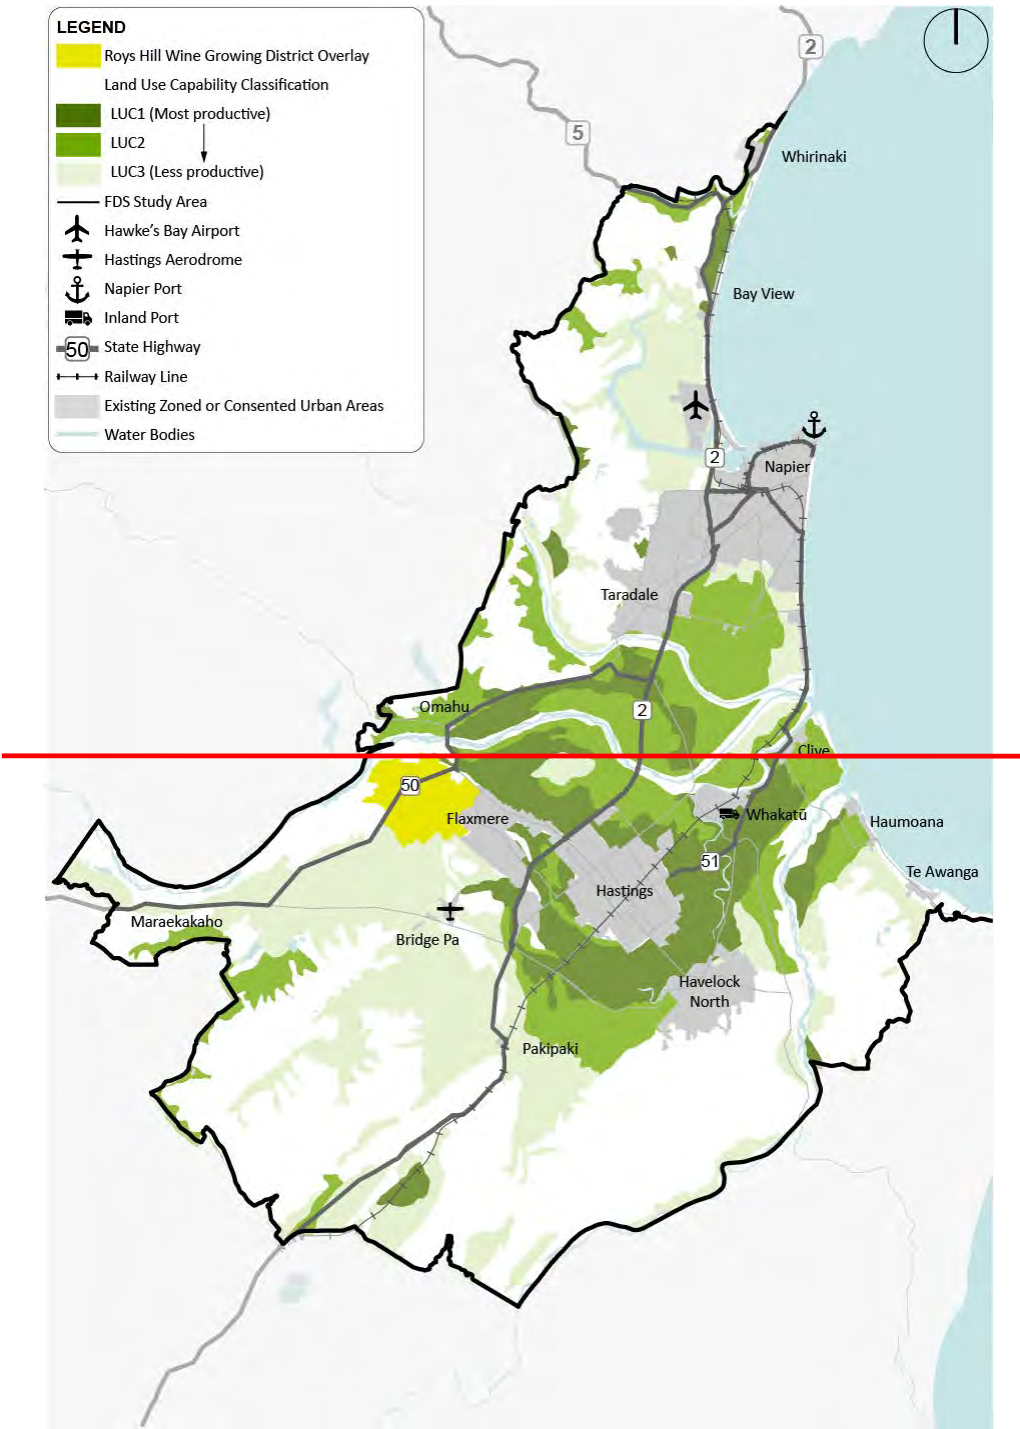 LEGEND
Roys Hill Wine Growing District Overlay
Land Use Capability Classification
LUC1 (Most productive)
LUC2
LUC3 (Less productive)
FDS Study Area
Hawke's Bay Airport
Hastings Aerodrome
Napier Port
Inland Port
50 State Highway
Railway Line
Existing Zoned or Consented Urban Areas
Water Bodies
2
5
Whirinaki
Bay View
2
Napier
Taradale
Omahu
2
Clive
50
Flaxmere
Whakatū
Haumoana
51
Te Awanga
Hastings
Maraekakaho
Bridge Pa
Havelock
North
Pakipaki